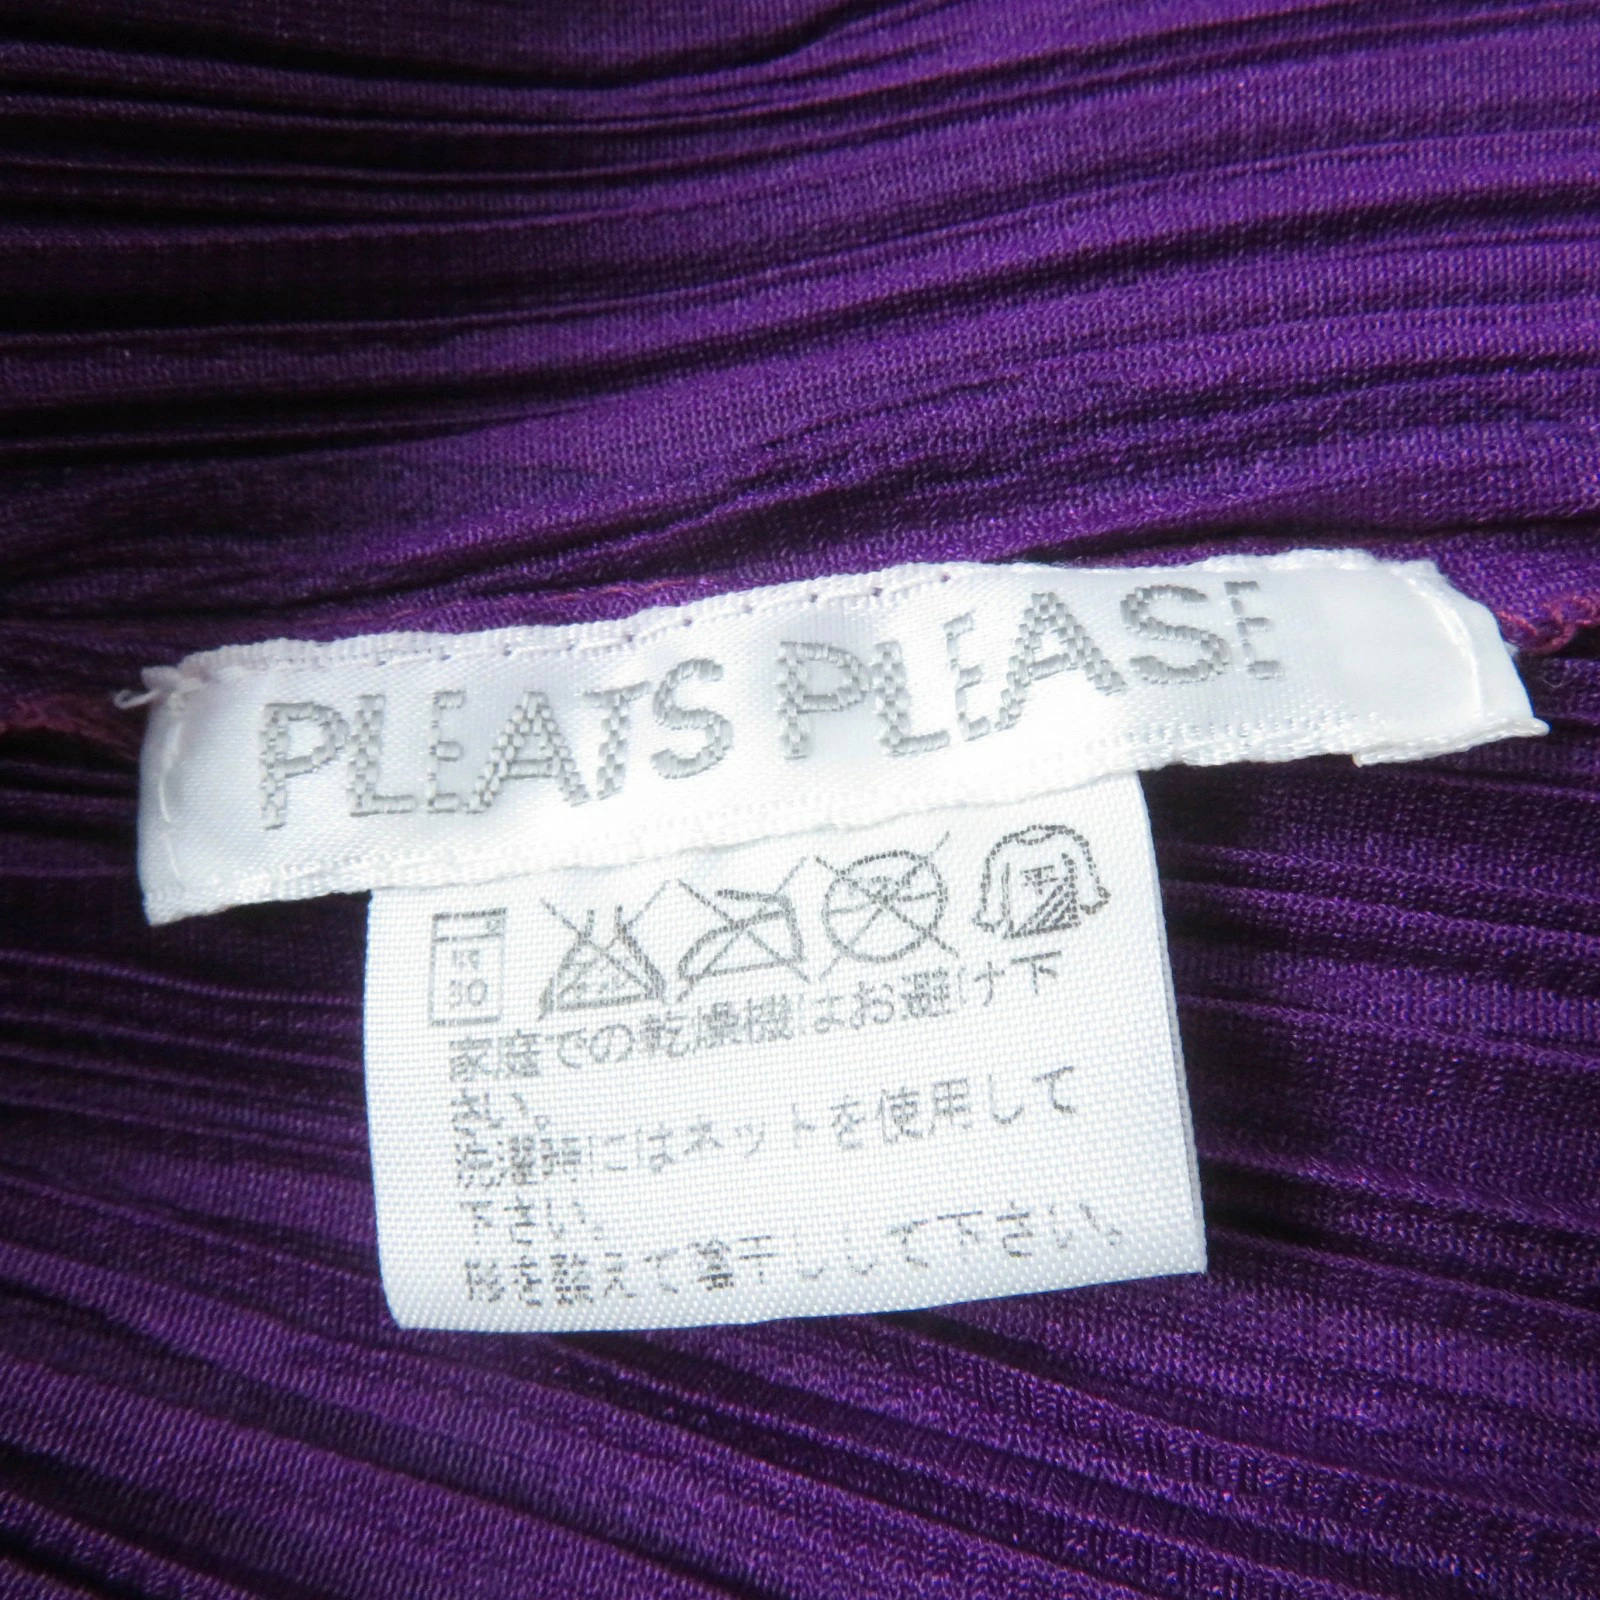 PLEATS PLEASE
30
家庭での乾燥機はお避け下
さい。
洗濯時にはネットを使用して
下さい。
形を整えて陰干しして下さい。